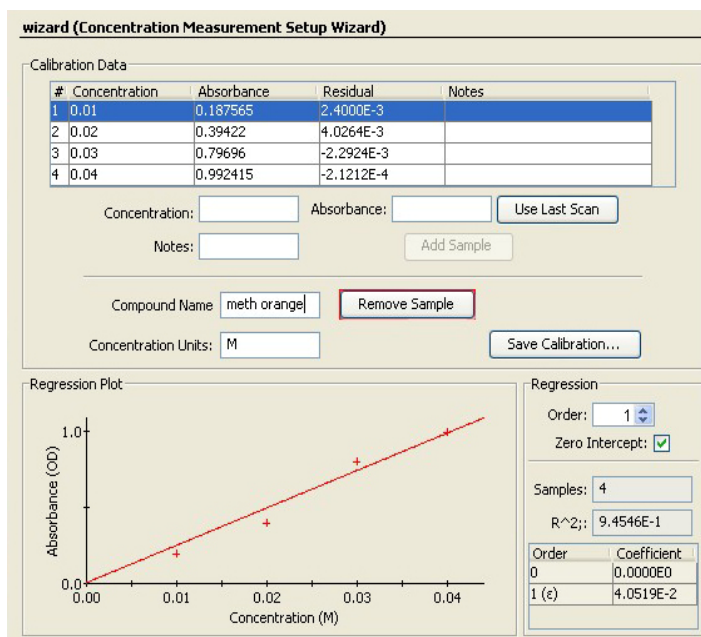 wizard (Concentration Measurement Setup Wizard)
Calibration Data
# Concentration Absorbance Residual Notes
1 0.01 0.187565 2.4000E-3
2 0.02 0.39422 4.0264E-3
3 0.03 0.79696 -2.2924E-3
4 0.04 0.992415 -2.1212E-4
Concentration: Absorbance: Use Last Scan
Notes: Add Sample
Compound Name meth orange Remove Sample
Concentration Units: M Save Calibration...
Regression Plot
1.0
0.0
Absorbance (OD)
0.00 0.01 0.02 0.03 0.04
Concentration (M)
Regression
Order: 1
Zero Intercept:
Samples: 4
R^2;: 9.4546E-1
Order Coefficient
0 0.0000E0
1 (ε) 4.0519E-2